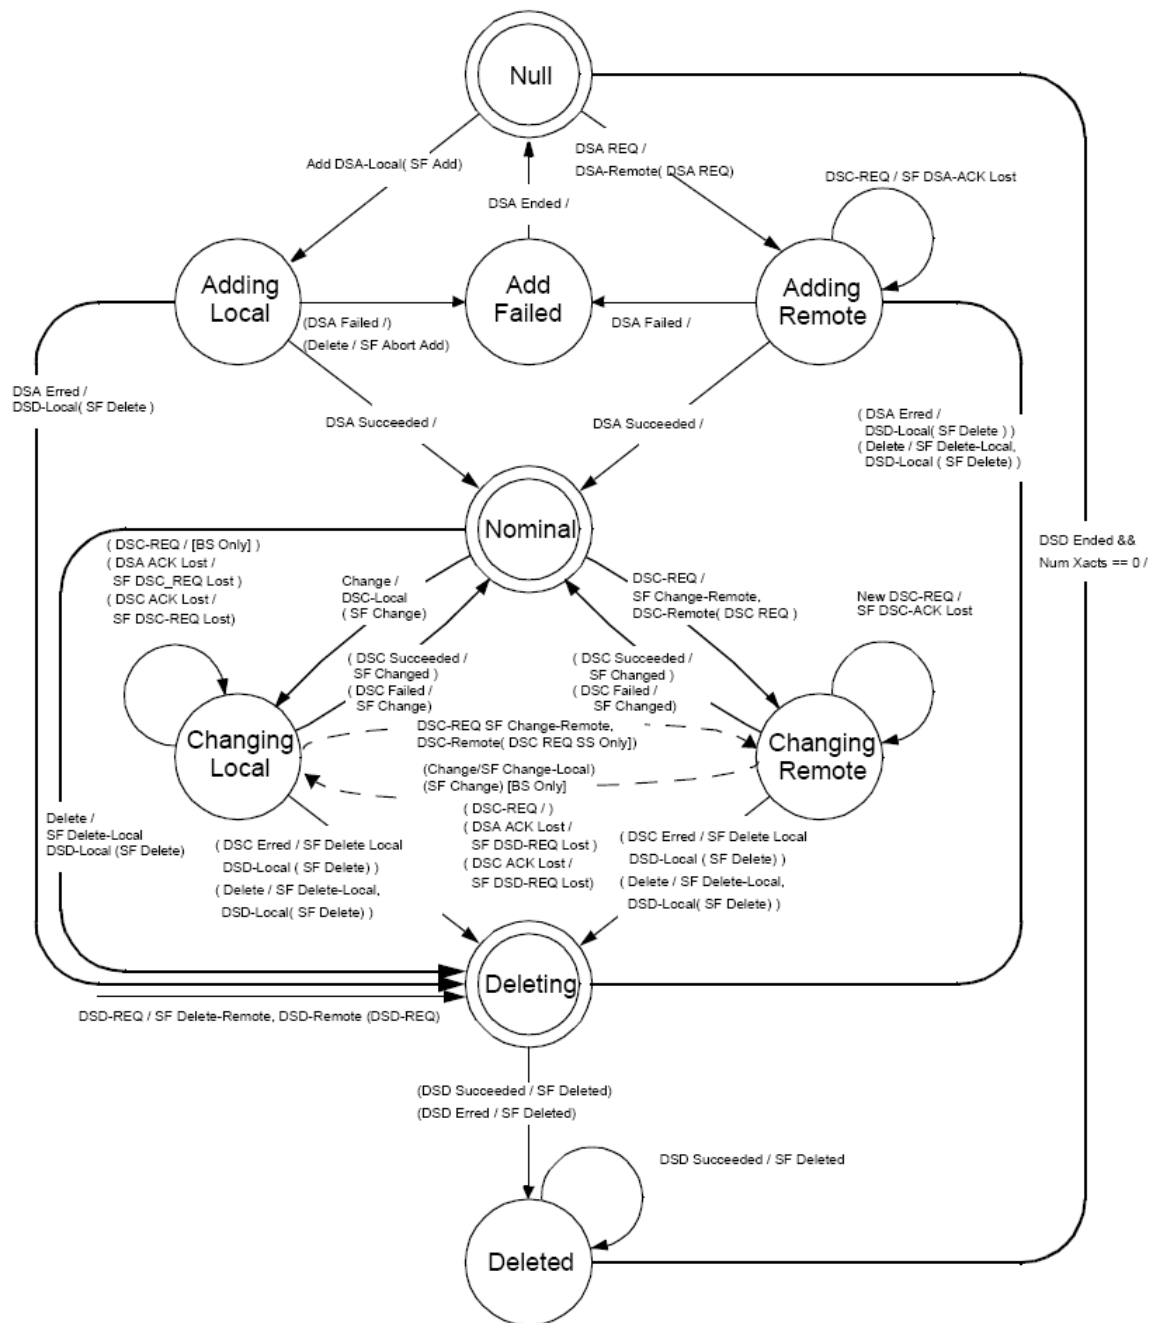 Null
Add DSA-Local( SF Add)
DSA REQ /
DSA-Remote( DSA REQ)
DSC-REQ / SF DSA-ACK Lost
DSA Ended /
Adding
Local
Add
Failed
Adding
Remote
(DSA Failed /)
(Delete / SF Abort Add)
DSA Failed /
DSA Erred /
DSD-Local( SF Delete )
DSA Succeeded /
DSA Succeeded /
( DSA Erred /
DSD-Local( SF Delete ) )
( Delete / SF Delete-Local,
DSD-Local ( SF Delete) )
Nominal
DSD Ended &&
Num Xacts == 0 /
( DSC-REQ / [BS Only] )
( DSA ACK Lost /
SF DSC_REQ Lost )
( DSC ACK Lost /
SF DSC-REQ Lost)
Change /
DSC-Local
( SF Change)
DSC-REQ /
SF Change-Remote,
DSC-Remote( DSC REQ )
New DSC-REQ /
SF DSC-ACK Lost
( DSC Succeeded /
SF Changed )
( DSC Failed /
SF Change)
( DSC Succeeded /
SF Changed )
( DSC Failed /
SF Changed)
Changing
Local
DSC-REQ SF Change-Remote,
DSC-Remote( DSC REQ SS Only])
Changing
Remote
(Change/SF Change-Local)
(SF Change) [BS Only]
Delete /
SF Delete-Local
DSD-Local (SF Delete)
( DSC Erred / SF Delete Local
DSD-Local ( SF Delete) )
( Delete / SF Delete-Local,
DSD-Local( SF Delete) )
( DSC-REQ / )
( DSA ACK Lost /
SF DSD-REQ Lost )
( DSC ACK Lost /
SF DSD-REQ Lost)
( DSC Erred / SF Delete Local
DSD-Local ( SF Delete) )
( Delete / SF Delete-Local,
DSD-Local( SF Delete) )
Deleting
DSD-REQ / SF Delete-Remote, DSD-Remote (DSD-REQ)
(DSD Succeeded / SF Deleted)
(DSD Erred / SF Deleted)
DSD Succeeded / SF Deleted
Deleted